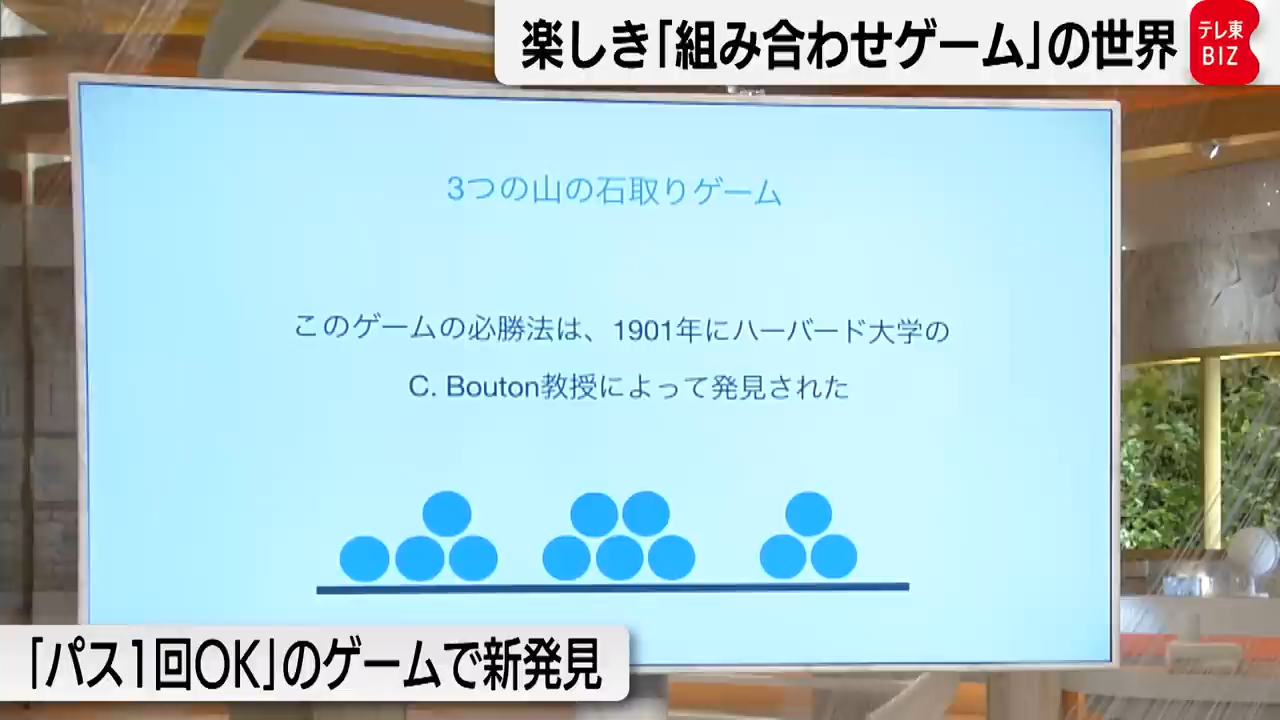 楽しき「組み合わせゲーム」の世界
テレ東
BIZ
3つの山の石取りゲーム
このゲームの必勝法は、1901年にハーバード大学の
C. Bouton教授によって発見された
「パス1回OK」のゲームで新発見